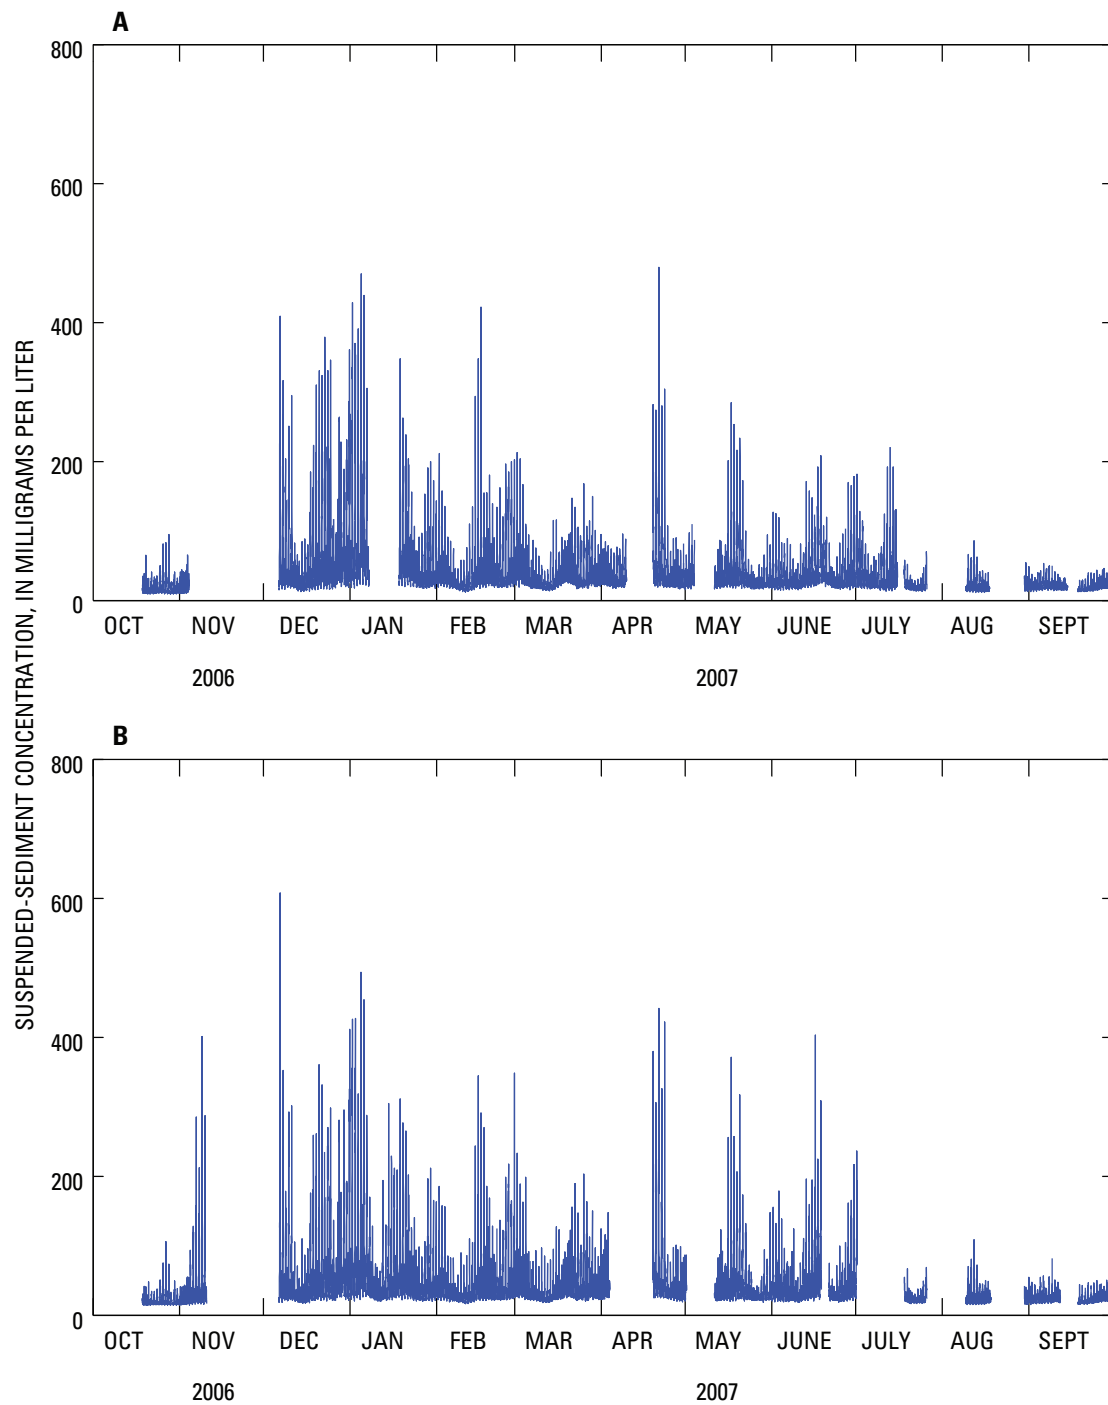 A
800
600
400
200
0
OCT NOV DEC JAN FEB MAR APR MAY JUNE JULY AUG SEPT
2006 2007
SUSPENDED-SEDIMENT CONCENTRATION, IN MILLIGRAMS PER LITER
B
800
600
400
200
0
OCT NOV DEC JAN FEB MAR APR MAY JUNE JULY AUG SEPT
2006 2007